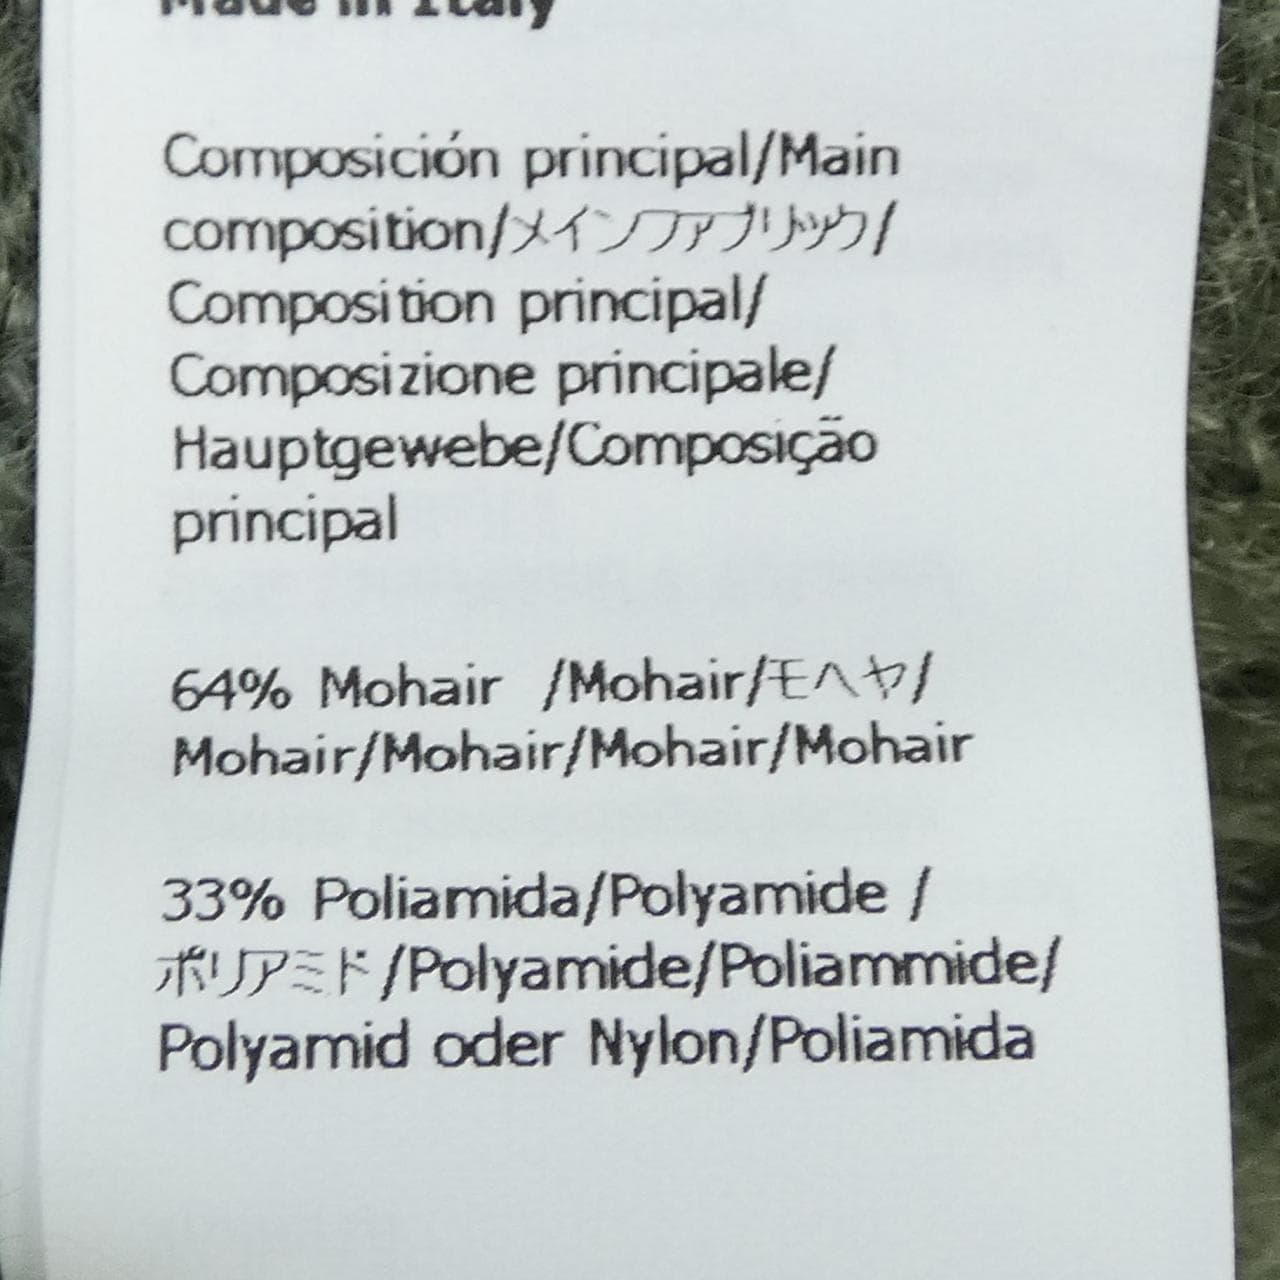 Made in Italy
Composición principal/Main
composition/メインファブリック/
Composition principal/
Composizione principale/
Hauptgewebe/Composição
principal
64% Mohair /Mohair/モヘヤ/
Mohair/Mohair/Mohair/Mohair
33% Poliamida/Polyamide /
ポリアミド/Polyamide/Poliammide/
Polyamid oder Nylon/Poliamida